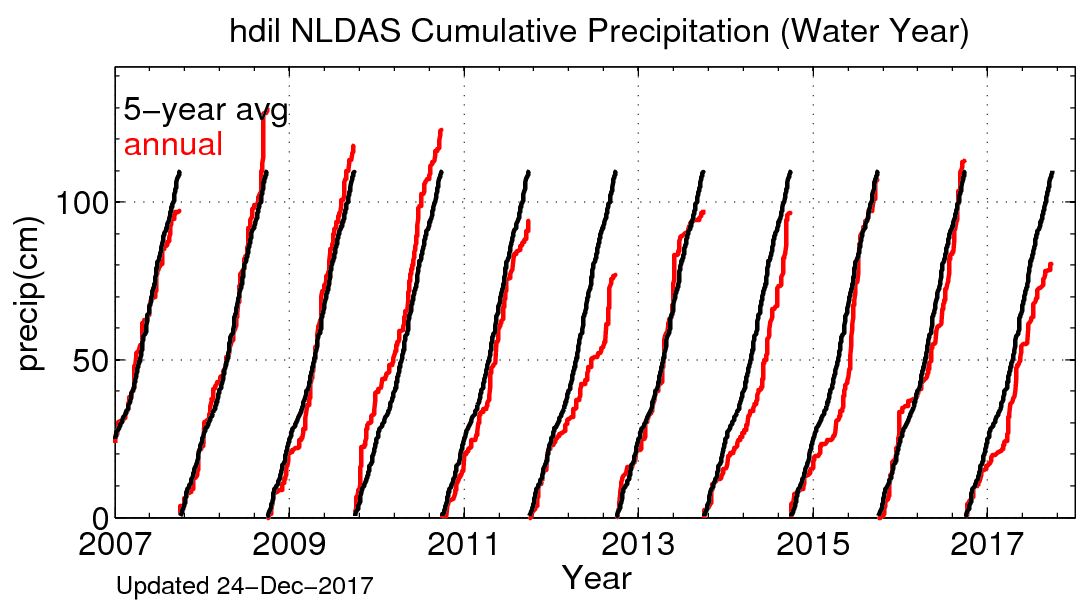 hdil NLDAS Cumulative Precipitation (Water Year)
5−year avg
annual
100
50
0
precip(cm)
2007 2009 2011 2013 2015 2017
Year
Updated 24−Dec−2017